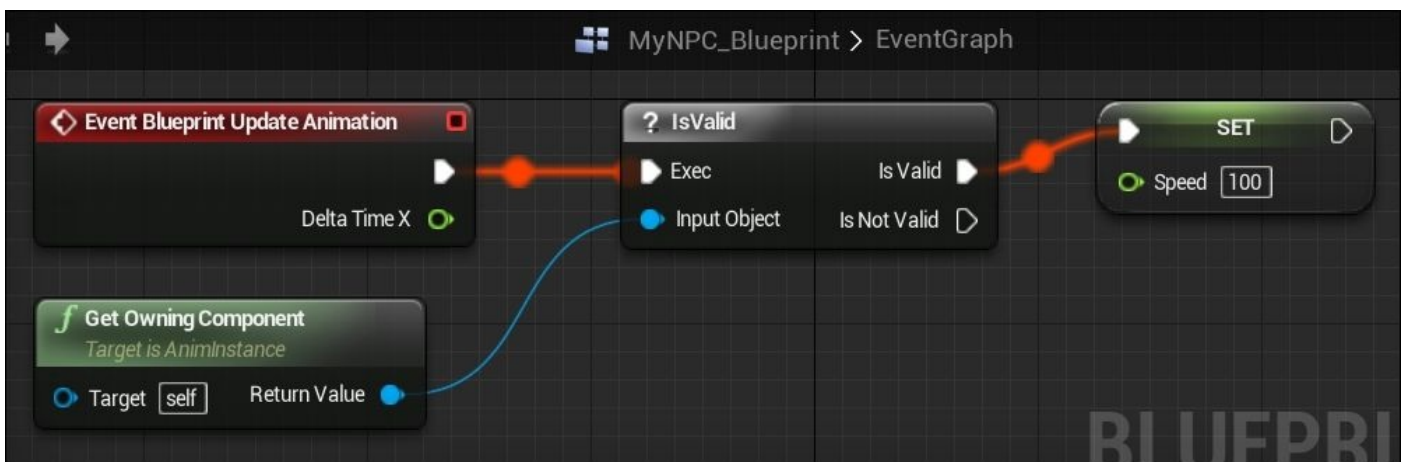 MyNPC_Blueprint > EventGraph
Event Blueprint Update Animation
? IsValid
SET
Exec
Is Valid
Speed 100
Delta Time X
Input Object
Is Not Valid
f Get Owning Component
Target is AnimInstance
Target self
Return Value
BLUEPRI